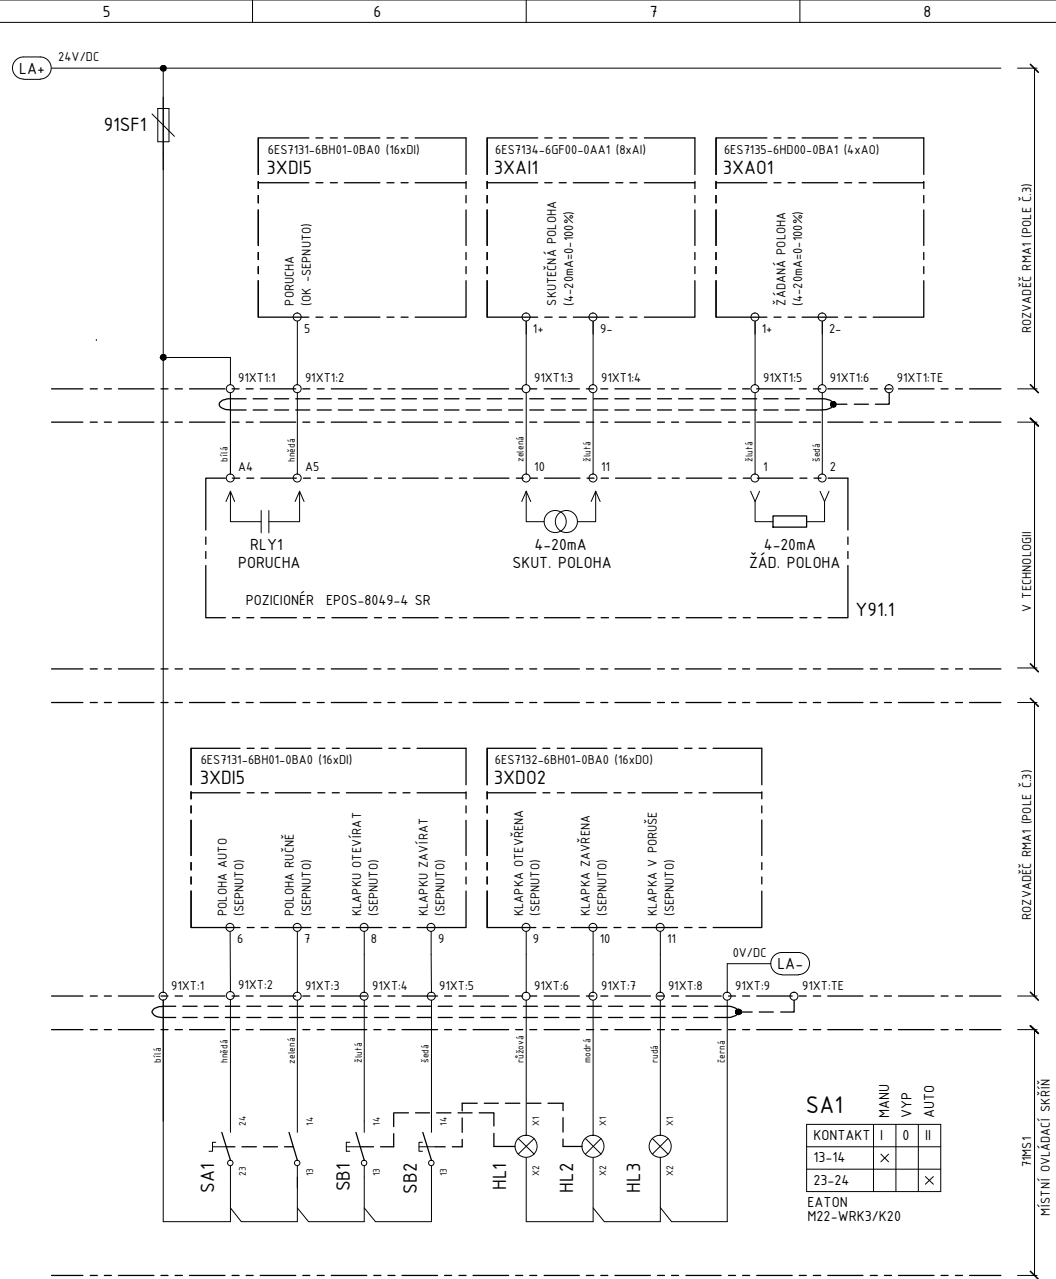 5
6
7
8
LA+
24V/DC
91SF1
6ES7131-6BH01-0BA0 (16xDI)
3XDI5
6ES7134-6GF00-0AA1 (8xAI)
3XAI1
6ES7135-6HD00-0BA1 (4xAO)
3XAO1
PORUCHA
(OK -SEPNUTO)
SKUTEČNÁ POLOHA
(4-20mA=0-100%)
ŽÁDANÁ POLOHA
(4-20mA=0-100%)
ROZVADĚČ RMA1 (POLE Č.3)
5
1+
9-
1+
2-
91XT1:1
91XT1:2
91XT1:3
91XT1:4
91XT1:5
91XT1:6
91XT1:TE
bílá
hnědá
zelená
žlutá
žlutá
šedá
A4
A5
10
11
1
2
RLY1
PORUCHA
4-20mA
SKUT. POLOHA
4-20mA
ŽÁD. POLOHA
POZICIONÉR EPOS-8049-4 SR
Y91.1
V TECHNOLOGII
6ES7131-6BH01-0BA0 (16xDI)
3XDI5
6ES7132-6BH01-0BA0 (16xDO)
3XDO2
POLOHA AUTO
(SEPNUTO)
POLOHA RUČNĚ
(SEPNUTO)
KLAPKU OTEVÍRAT
(SEPNUTO)
KLAPKU ZAVÍRAT
(SEPNUTO)
KLAPKA OTEVŘENA
(SEPNUTO)
KLAPKA ZAVŘENA
(SEPNUTO)
KLAPKA V PORUŠE
(SEPNUTO)
ROZVADĚČ RMA1 (POLE Č.3)
6
7
8
9
9
10
11
0V/DC
LA-
91XT:1
91XT:2
91XT:3
91XT:4
91XT:5
91XT:6
91XT:7
91XT:8
91XT:9
91XT:TE
bílá
hnědá
zelená
žlutá
šedá
růžová
modrá
rudá
černá
24
14
14
14
X1
X1
X1
SA1
23
13
SB1
13
SB2
13
HL1
X2
HL2
X2
HL3
X2
SA1
MANU
VYP
AUTO
KONTAKT I 0 II
13-14 ×
23-24 ×
EATON
M22-WRK3/K20
71MS1
MÍSTNÍ OVLÁDACÍ SKŘÍŇ